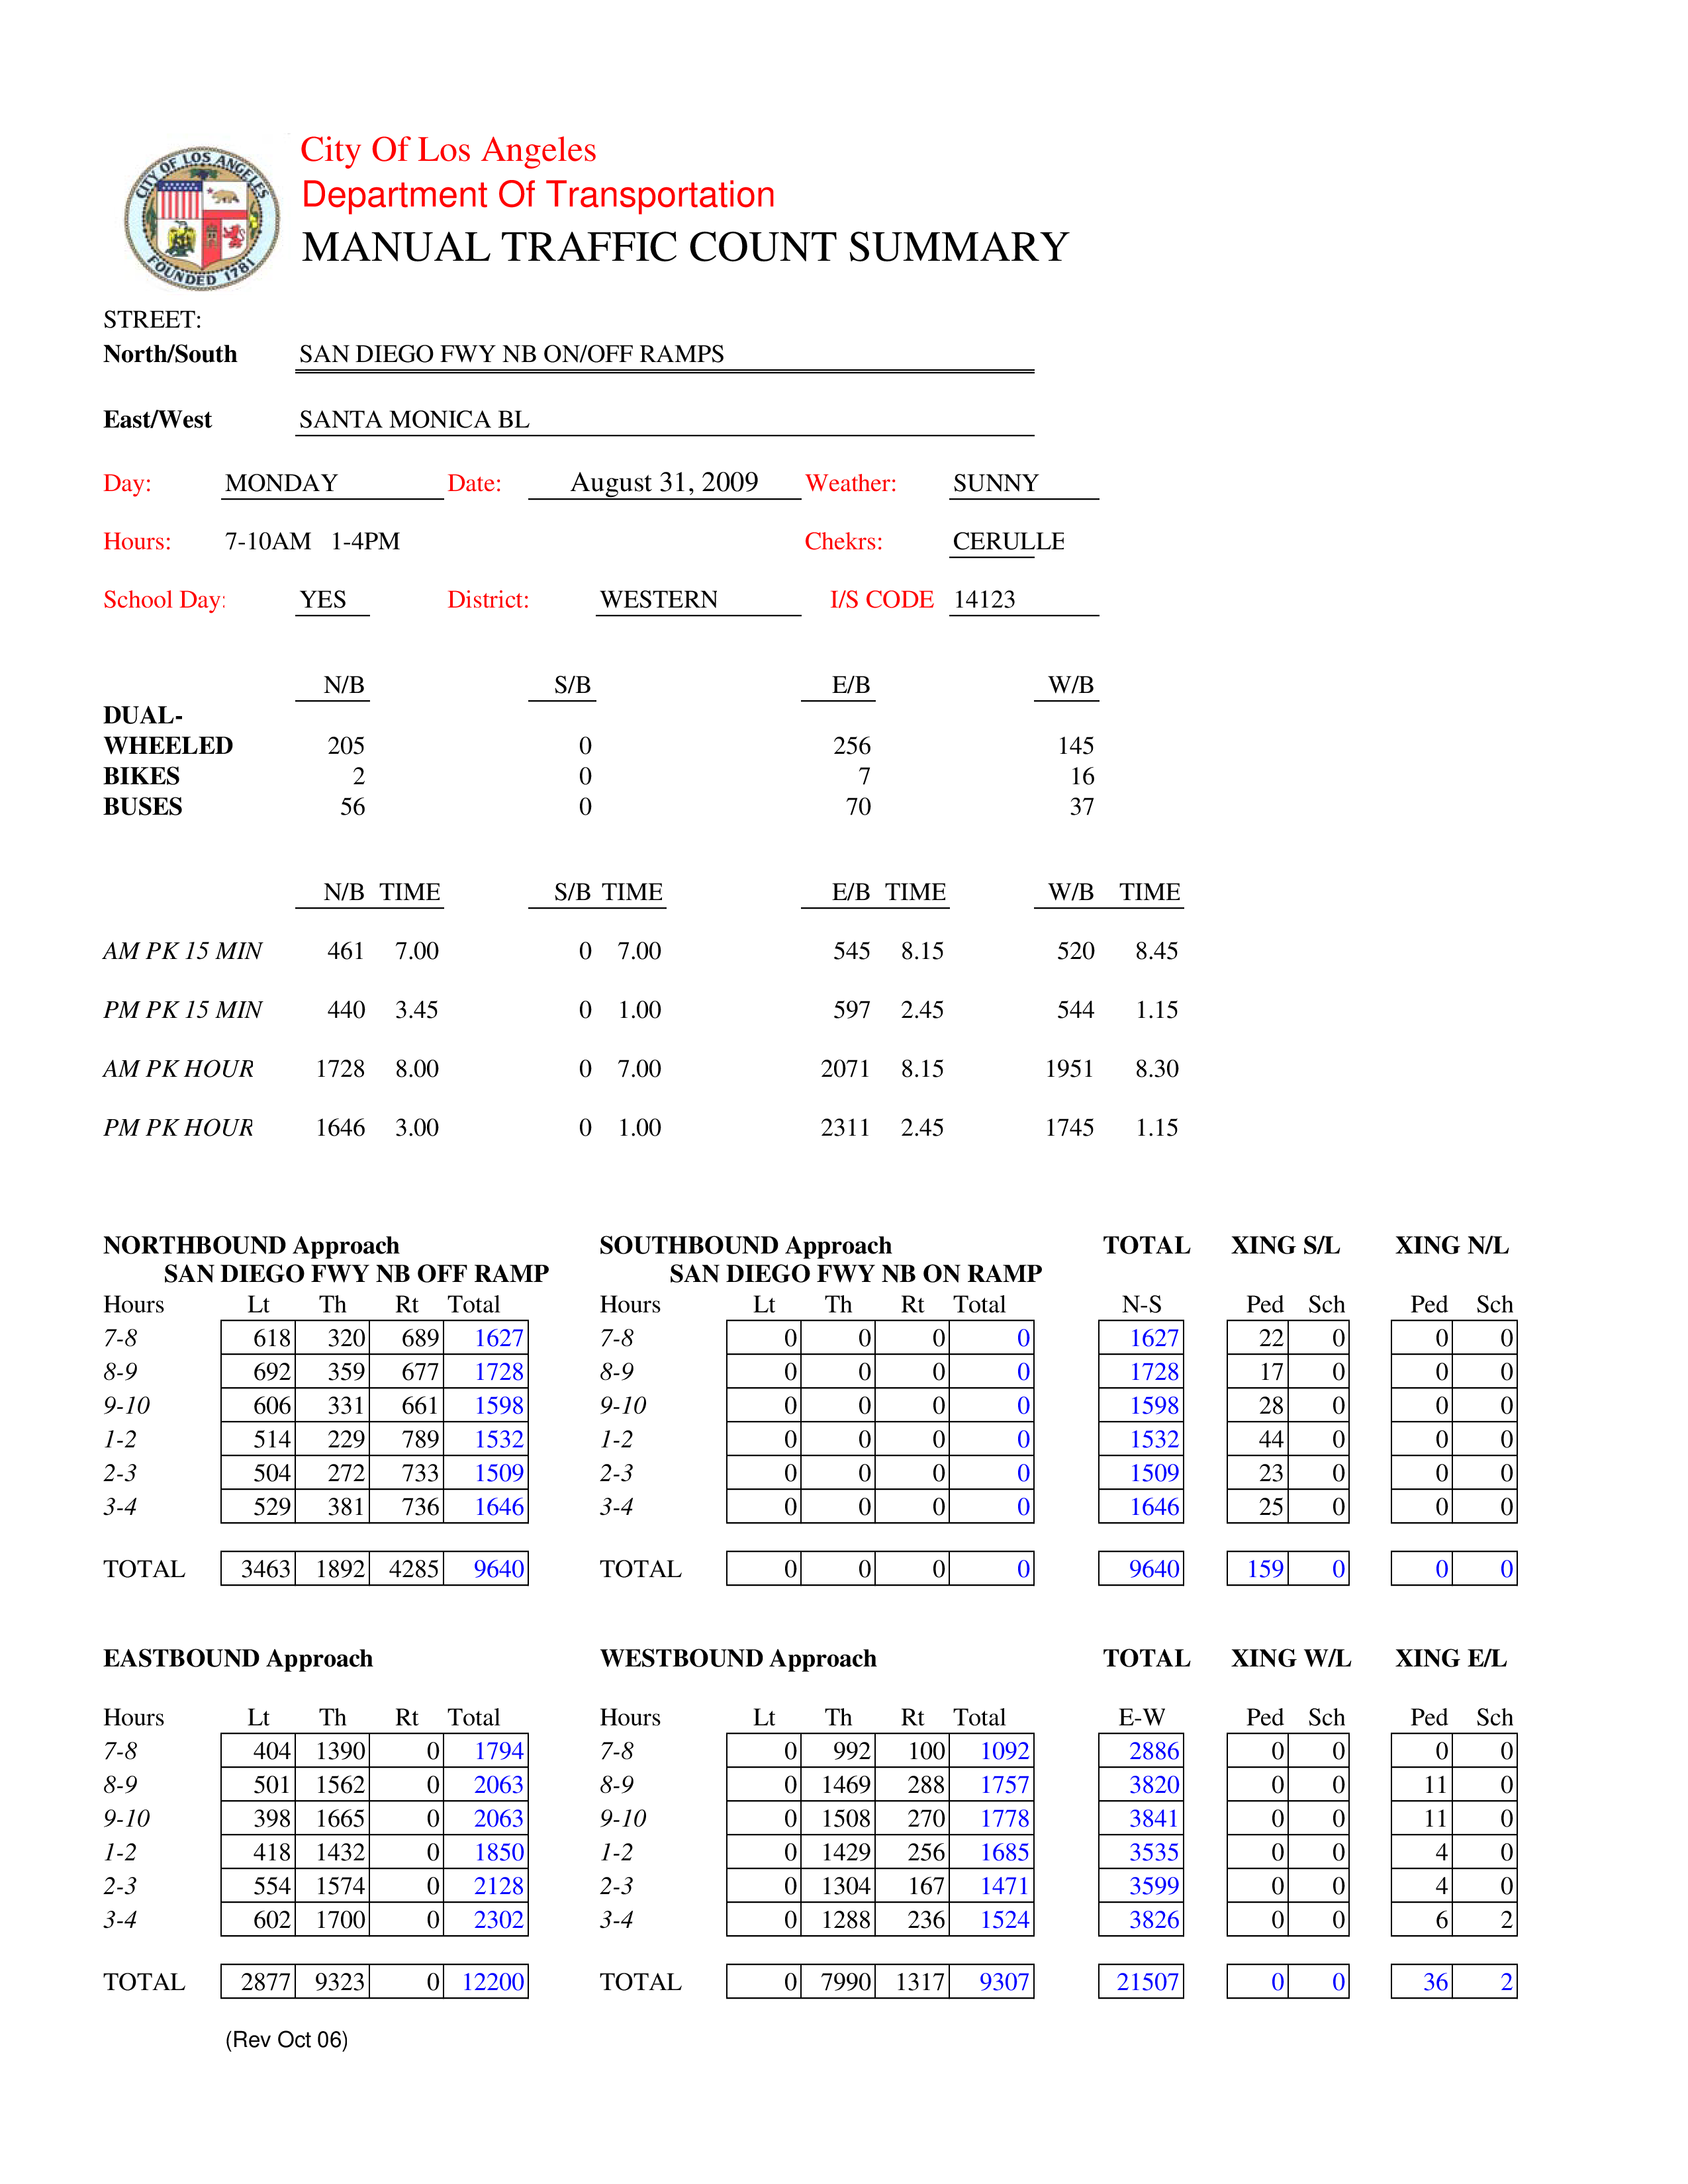 CITY OF LOS ANGELES
FOUNDED 1781
City Of Los Angeles
Department Of Transportation
MANUAL TRAFFIC COUNT SUMMARY
STREET:
North/South SAN DIEGO FWY NB ON/OFF RAMPS
East/West SANTA MONICA BL
Day: MONDAY Date: August 31, 2009 Weather: SUNNY
Hours: 7-10AM 1-4PM Chekrs: CERULLE
School Day: YES District: WESTERN I/S CODE 14123
N/B S/B E/B W/B
DUAL-
WHEELED 205 0 256 145
BIKES 2 0 7 16
BUSES 56 0 70 37
N/B TIME S/B TIME E/B TIME W/B TIME
AM PK 15 MIN 461 7.00 0 7.00 545 8.15 520 8.45
PM PK 15 MIN 440 3.45 0 1.00 597 2.45 544 1.15
AM PK HOUR 1728 8.00 0 7.00 2071 8.15 1951 8.30
PM PK HOUR 1646 3.00 0 1.00 2311 2.45 1745 1.15
NORTHBOUND Approach SOUTHBOUND Approach TOTAL XING S/L XING N/L
SAN DIEGO FWY NB OFF RAMP SAN DIEGO FWY NB ON RAMP
Hours Lt Th Rt Total Hours Lt Th Rt Total N-S Ped Sch Ped Sch
7-8 618 320 689 1627 7-8 0 0 0 0 1627 22 0 0 0
8-9 692 359 677 1728 8-9 0 0 0 0 1728 17 0 0 0
9-10 606 331 661 1598 9-10 0 0 0 0 1598 28 0 0 0
1-2 514 229 789 1532 1-2 0 0 0 0 1532 44 0 0 0
2-3 504 272 733 1509 2-3 0 0 0 0 1509 23 0 0 0
3-4 529 381 736 1646 3-4 0 0 0 0 1646 25 0 0 0
TOTAL 3463 1892 4285 9640 TOTAL 0 0 0 0 9640 159 0 0 0
EASTBOUND Approach WESTBOUND Approach TOTAL XING W/L XING E/L
Hours Lt Th Rt Total Hours Lt Th Rt Total E-W Ped Sch Ped Sch
7-8 404 1390 0 1794 7-8 0 992 100 1092 2886 0 0 0 0
8-9 501 1562 0 2063 8-9 0 1469 288 1757 3820 0 0 11 0
9-10 398 1665 0 2063 9-10 0 1508 270 1778 3841 0 0 11 0
1-2 418 1432 0 1850 1-2 0 1429 256 1685 3535 0 0 4 0
2-3 554 1574 0 2128 2-3 0 1304 167 1471 3599 0 0 4 0
3-4 602 1700 0 2302 3-4 0 1288 236 1524 3826 0 0 6 2
TOTAL 2877 9323 0 12200 TOTAL 0 7990 1317 9307 21507 0 0 36 2
(Rev Oct 06)